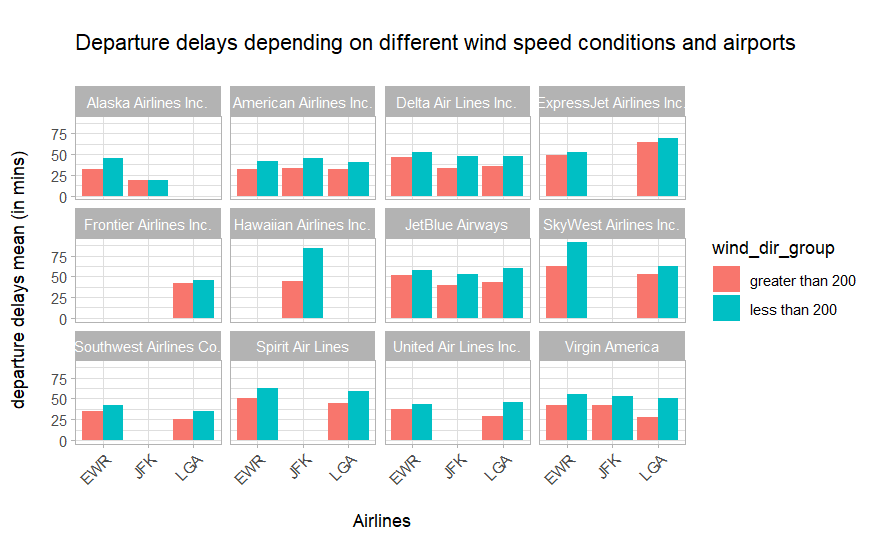 Departure delays depending on different wind speed conditions and airports
Alaska Airlines Inc. American Airlines Inc. Delta Air Lines Inc. ExpressJet Airlines Inc.
75
50
25
0
Frontier Airlines Inc. Hawaiian Airlines Inc. JetBlue Airways SkyWest Airlines Inc.
75
50
25
0
Southwest Airlines Co. Spirit Air Lines United Air Lines Inc. Virgin America
75
50
25
0
EWR JFK LGA EWR JFK LGA EWR JFK LGA EWR JFK LGA
Airlines
departure delays mean (in mins)
wind_dir_group
greater than 200
less than 200